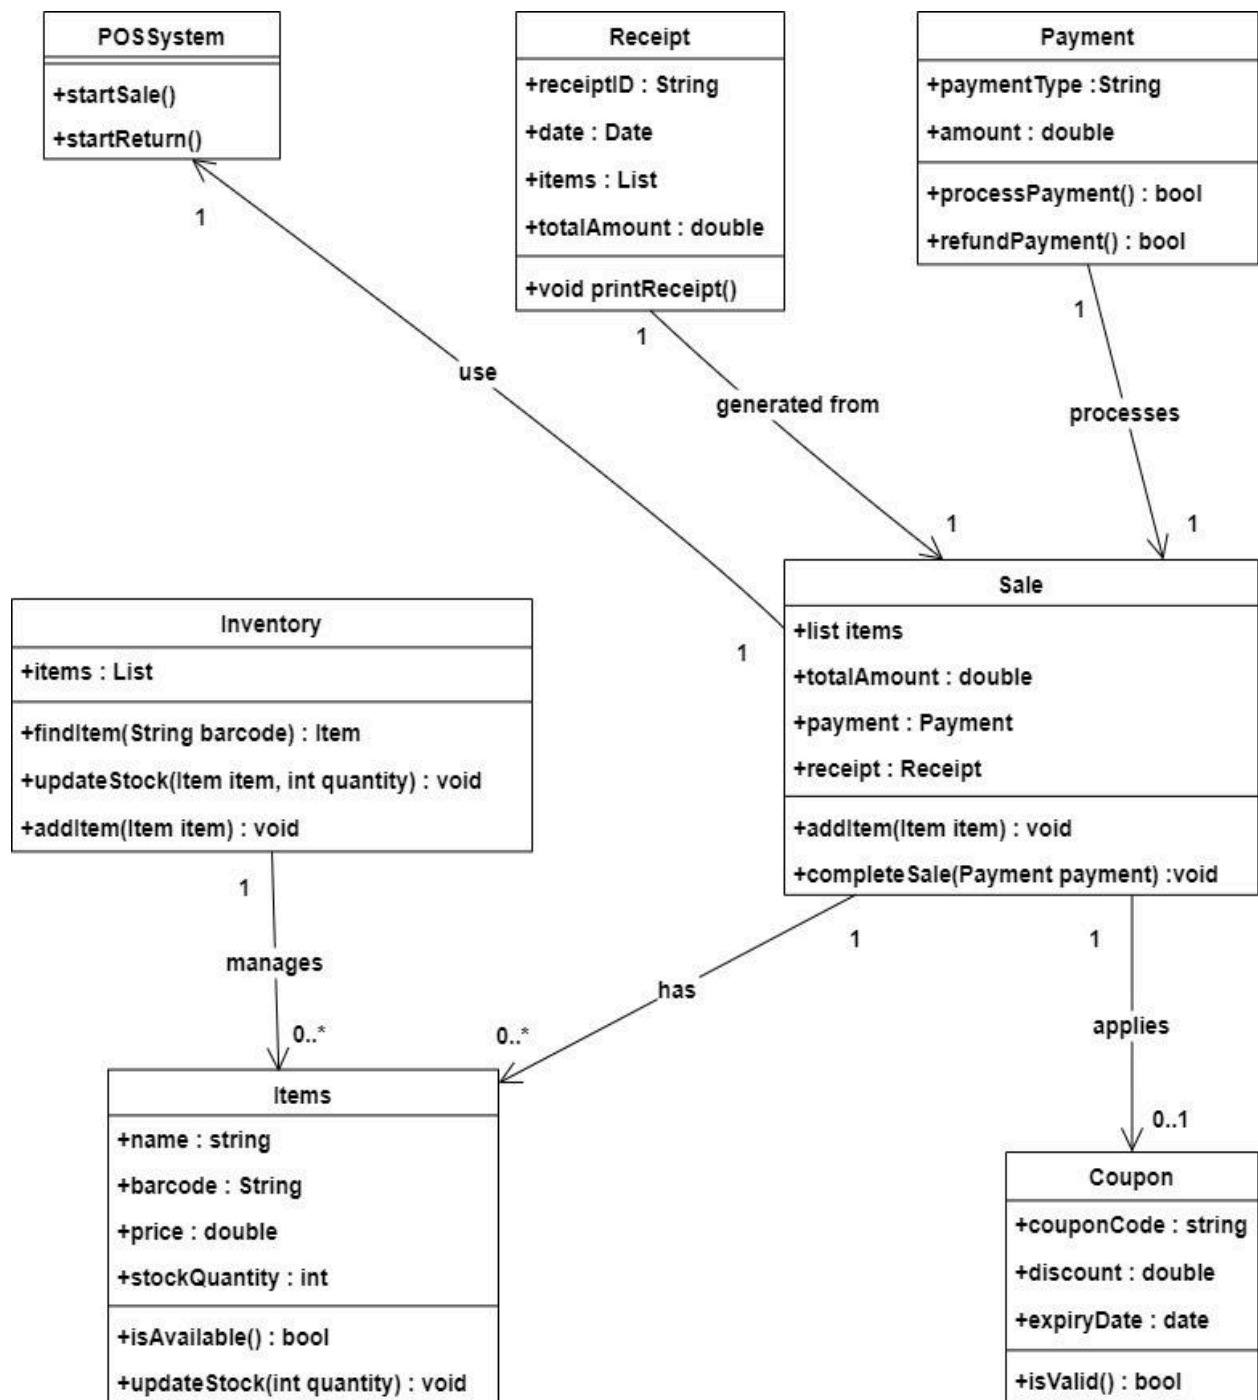 POSSystem
+startSale()
+startReturn()
Receipt
+receiptID : String
+date : Date
+items : List
+totalAmount : double
+void printReceipt()
Payment
+paymentType :String
+amount : double
+processPayment() : bool
+refundPayment() : bool
1
1
1
use
generated from
processes
1
1
1
Inventory
+items : List
+findItem(String barcode) : Item
+updateStock(Item item, int quantity) : void
+addItem(Item item) : void
Sale
+list items
+totalAmount : double
+payment : Payment
+receipt : Receipt
+addItem(Item item) : void
+completeSale(Payment payment) :void
1
1
1
manages
has
applies
0..*
0..*
0..1
Items
+name : string
+barcode : String
+price : double
+stockQuantity : int
+isAvailable() : bool
+updateStock(int quantity) : void
Coupon
+couponCode : string
+discount : double
+expiryDate : date
+isValid() : bool